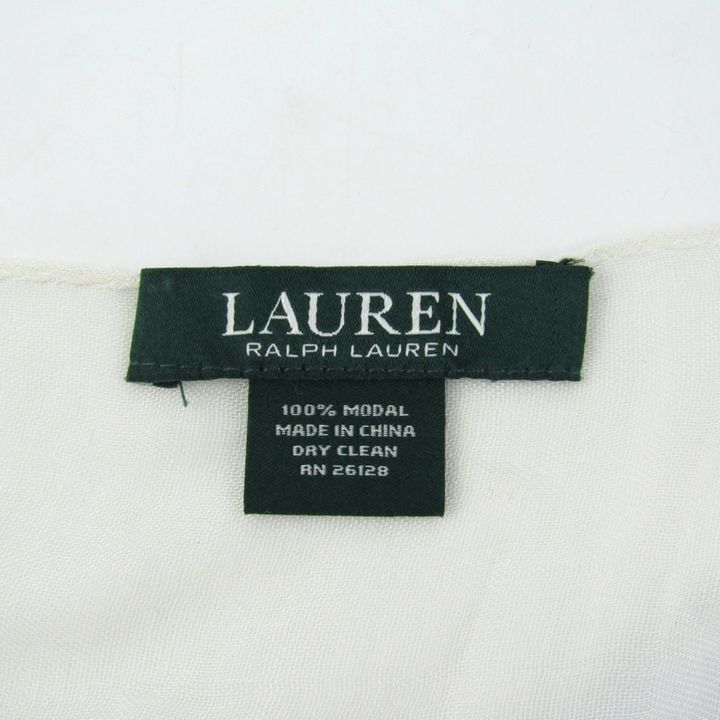 LAUREN
RALPH LAUREN
100% MODAL
MADE IN CHINA
DRY CLEAN
RN 26128